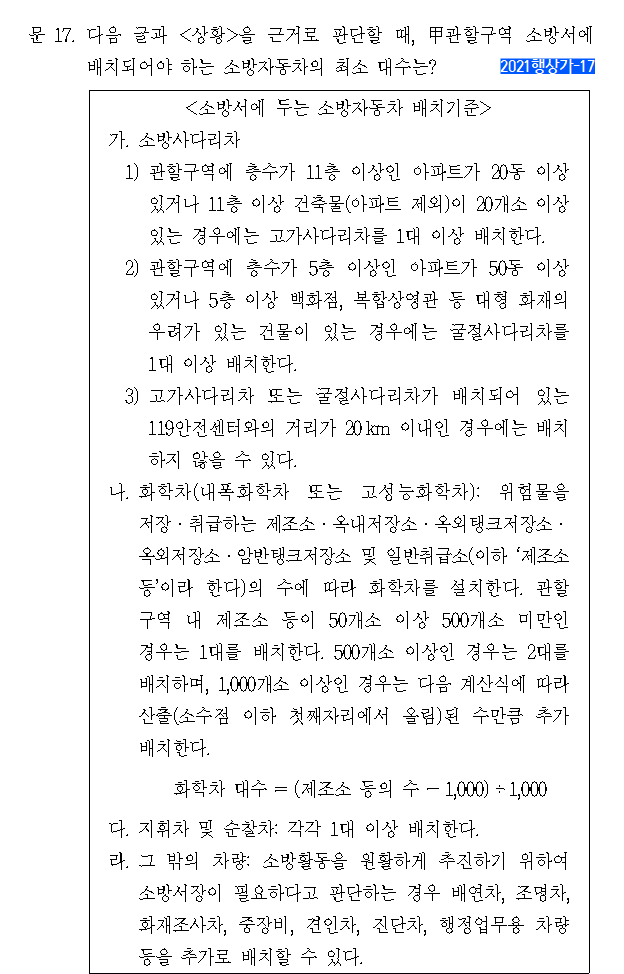 문 17. 다음 글과 <상황>을 근거로 판단할 때, 甲관할구역 소방서에
배치되어야 하는 소방자동차의 최소 대수는? 2021행상가-17
<소방서에 두는 소방자동차 배치기준>
가. 소방사다리차
1) 관할구역에 층수가 11층 이상인 아파트가 20동 이상
있거나 11층 이상 건축물(아파트 제외)이 20개소 이상
있는 경우에는 고가사다리차를 1대 이상 배치한다.
2) 관할구역에 층수가 5층 이상인 아파트가 50동 이상
있거나 5층 이상 백화점, 복합상영관 등 대형 화재의
우려가 있는 건물이 있는 경우에는 굴절사다리차를
1대 이상 배치한다.
3) 고가사다리차 또는 굴절사다리차가 배치되어 있는
119안전센터와의 거리가 20 km 이내인 경우에는 배치
하지 않을 수 있다.
나. 화학차(내폭화학차 또는 고성능화학차): 위험물을
저장·취급하는 제조소·옥내저장소·옥외탱크저장소·
옥외저장소·암반탱크저장소 및 일반취급소(이하 ‘제조소
등’이라 한다)의 수에 따라 화학차를 설치한다. 관할
구역 내 제조소 등이 50개소 이상 500개소 미만인
경우는 1대를 배치한다. 500개소 이상인 경우는 2대를
배치하며, 1,000개소 이상인 경우는 다음 계산식에 따라
산출(소수점 이하 첫째자리에서 올림)된 수만큼 추가
배치한다.
화학차 대수 = (제조소 등의 수 − 1,000) ÷ 1,000
다. 지휘차 및 순찰차: 각각 1대 이상 배치한다.
라. 그 밖의 차량: 소방활동을 원활하게 추진하기 위하여
소방서장이 필요하다고 판단하는 경우 배연차, 조명차,
화재조사차, 중장비, 견인차, 진단차, 행정업무용 차량
등을 추가로 배치할 수 있다.